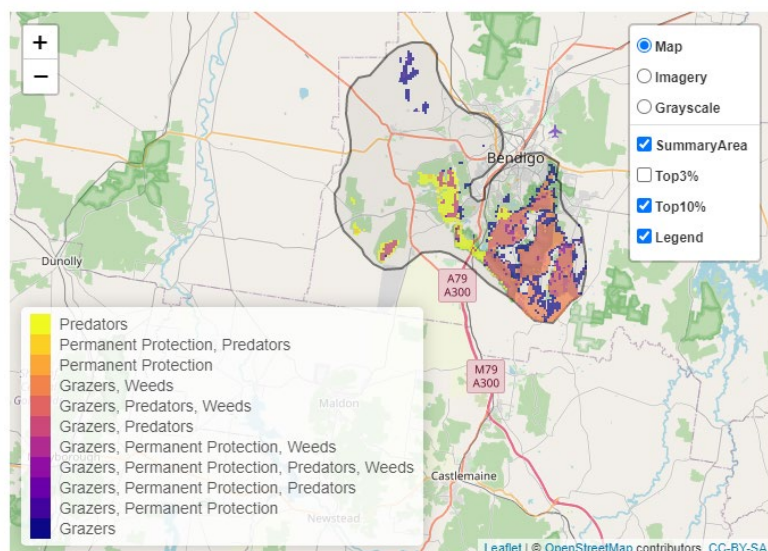 +
−
Map
Imagery
Grayscale
SummaryArea
Top3%
Top10%
Legend
Bendigo
Dunolly
A79
A300
M79
A300
Maldon
Castlemaine
Newstead
Predators
Permanent Protection, Predators
Permanent Protection
Grazers, Weeds
Grazers, Predators, Weeds
Grazers, Predators
Grazers, Permanent Protection, Weeds
Grazers, Permanent Protection, Predators, Weeds
Grazers, Permanent Protection, Predators
Grazers, Permanent Protection
Grazers
Leaflet | © OpenStreetMap contributors, CC-BY-SA